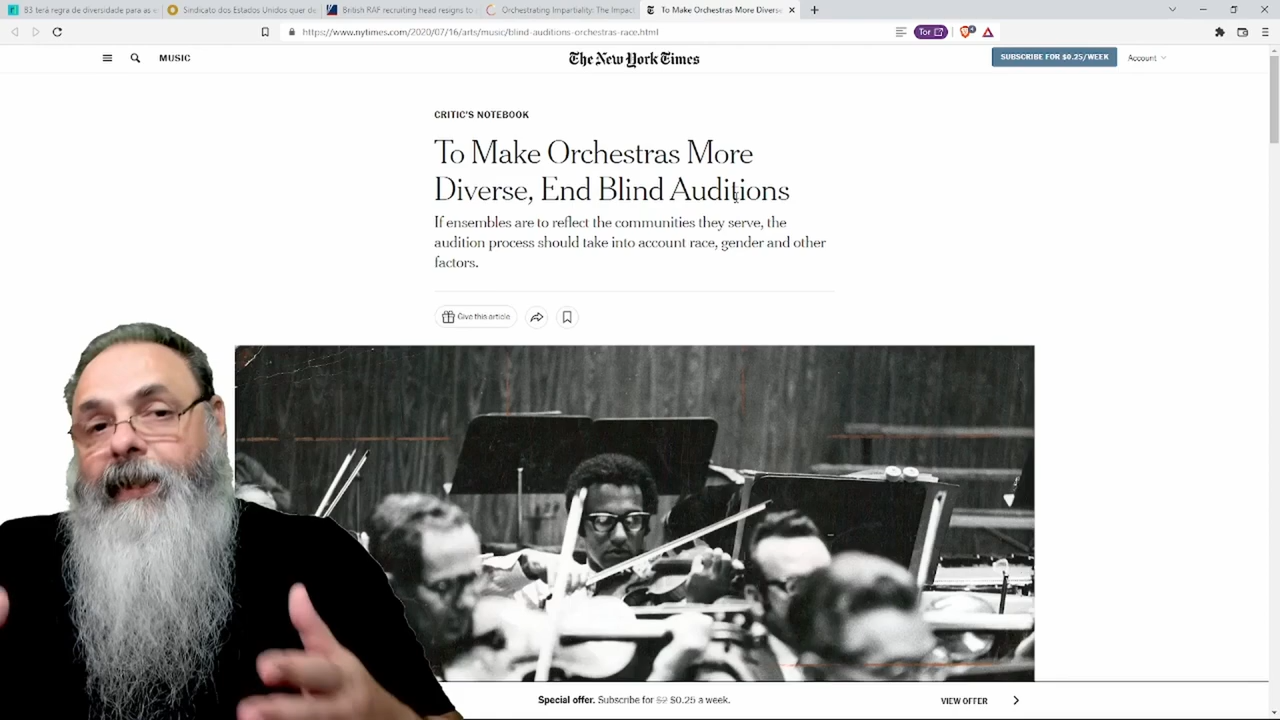 B3 terá regra de diversidade para as e
Sindicato dos Estados Unidos quer de
British RAF recruiting head resigns to
Orchestrating Impartiality: The Impact
To Make Orchestras More Diverse
https://www.nytimes.com/2020/07/16/arts/music/blind-auditions-orchestras-race.html
Tor
MUSIC
The New York Times
SUBSCRIBE FOR $0.25/WEEK
Account
CRITIC'S NOTEBOOK
To Make Orchestras More
Diverse, End Blind Auditions
If ensembles are to reflect the communities they serve, the
audition process should take into account race, gender and other
factors.
Give this article
Special offer. Subscribe for $2 $0.25 a week.
VIEW OFFER